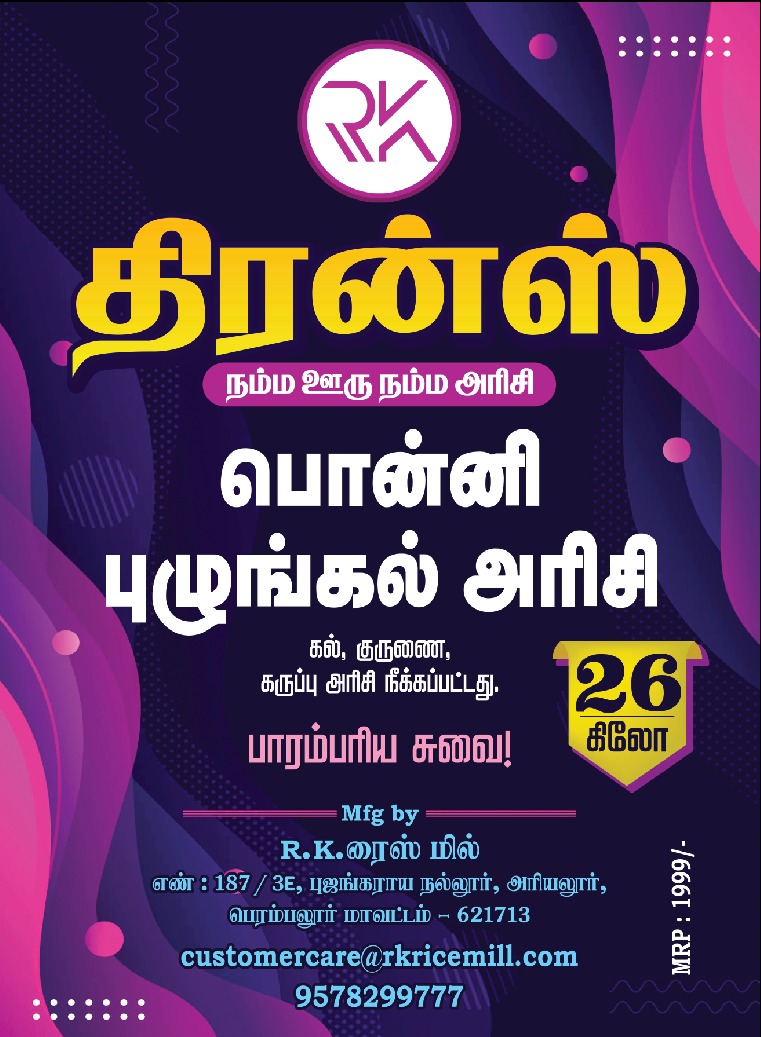 RK
திரன்ஸ்
நம்ம ஊரு நம்ம அரிசி
பொன்னி
புழுங்கல் அரிசி
கல், குருணை,
கருப்பு அரிசி நீக்கப்பட்டது.
26
கிலோ
பாரம்பரிய சுவை!
Mfg by
R.K.ரைஸ் மில்
எண் : 187 / 3E, புஜங்கராய நல்லூர், அரியலூர்,
பெரம்பலூர் மாவட்டம் – 621713
customercare@rkricemill.com
9578299777
MRP : 1999/-